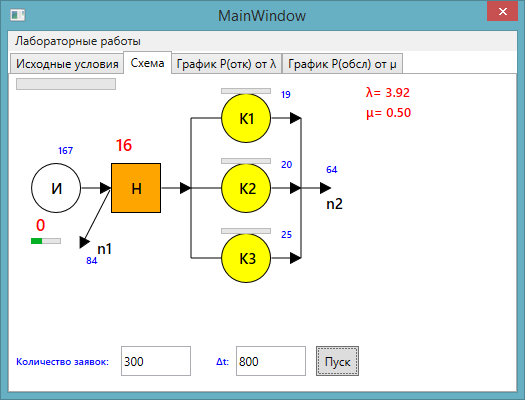 MainWindow
Лабораторные работы
Исходные условия Схема График P(отк) от λ График P(обсл) от μ
λ= 3.92
μ= 0.50
19
К1
167
16
И
Н
20
К2
64
n2
0
n1
84
25
К3
Количество заявок: 300 Δt: 800 Пуск